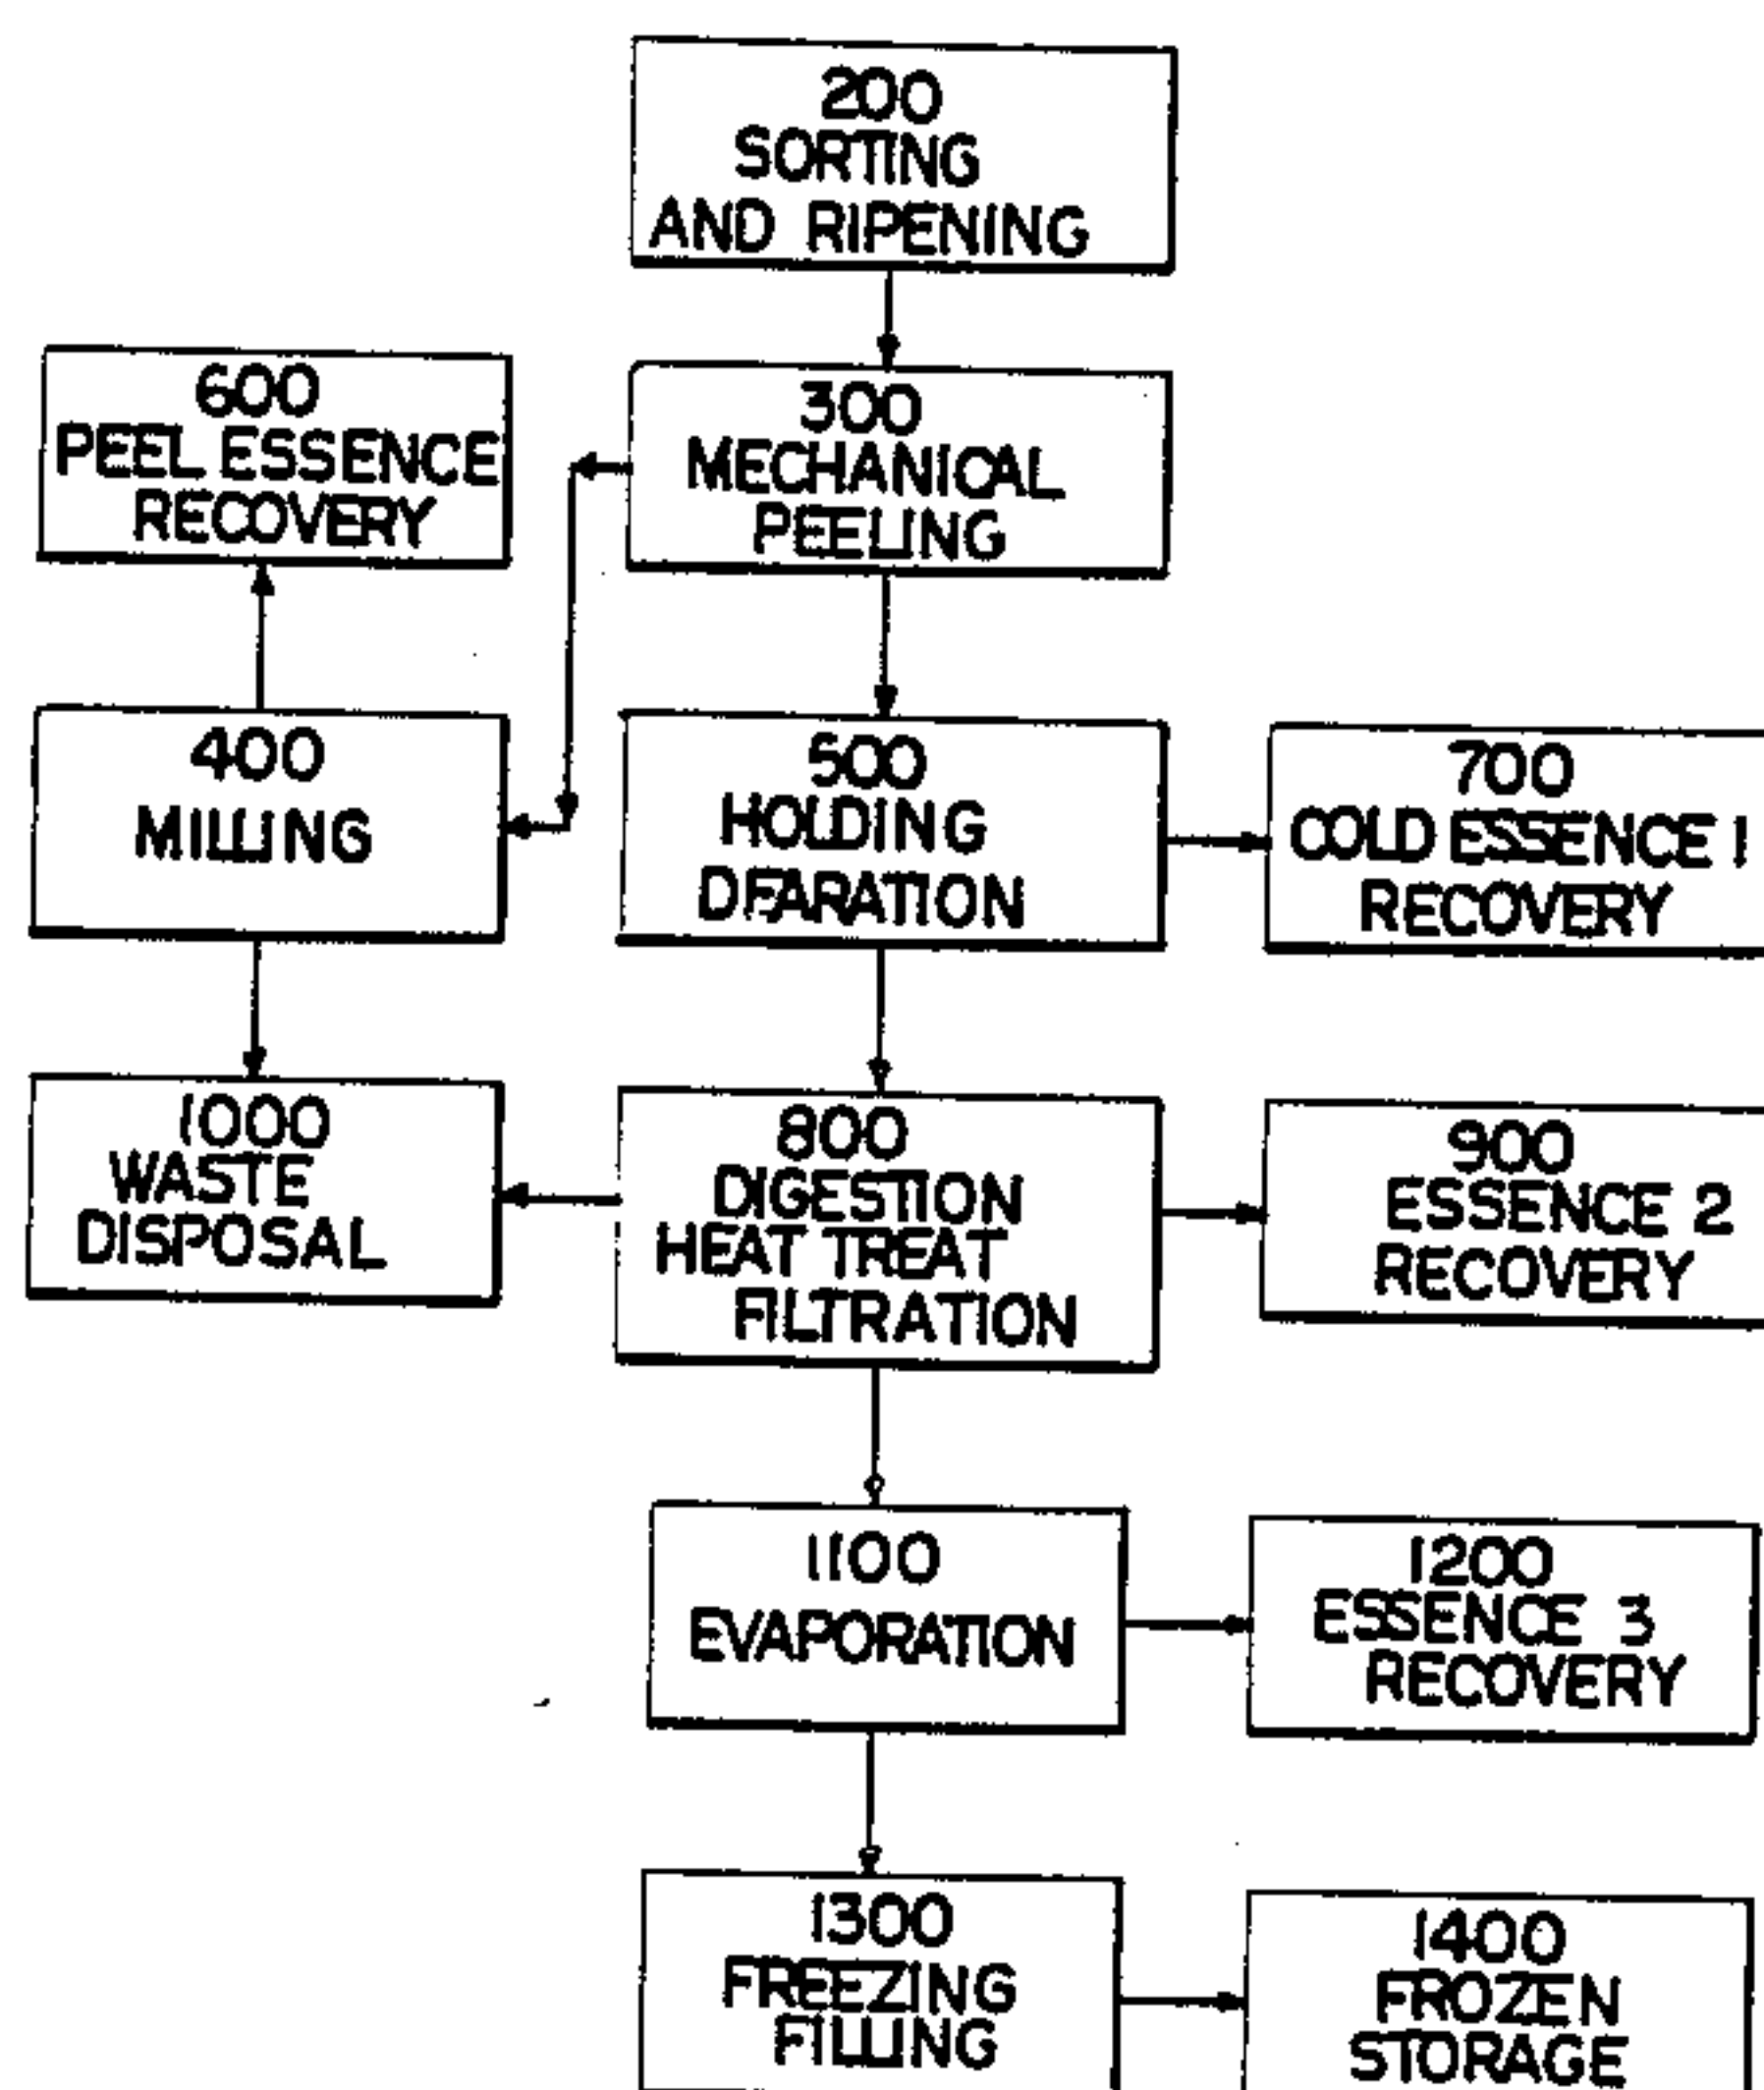 200
SORTING
AND RIPENING
600
PEEL ESSENCE
RECOVERY
300
MECHANICAL
PEELING
400
MILLING
500
HOLDING
DEARATION
700
COLD ESSENCE 1
RECOVERY
1000
WASTE
DISPOSAL
800
DIGESTION
HEAT TREAT
FILTRATION
900
ESSENCE 2
RECOVERY
1100
EVAPORATION
1200
ESSENCE 3
RECOVERY
1300
FREEZING
FILLING
1400
FROZEN
STORAGE